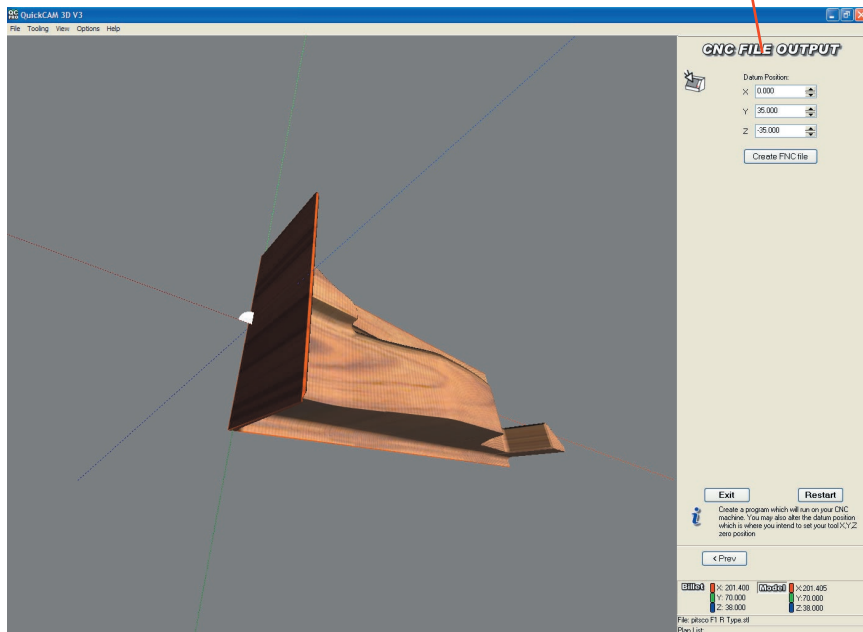 QuickCAM 3D V3
File Tooling View Options Help
CNC FILE OUTPUT
Datum Position:
X 0.000
Y 35.000
Z -35.000
Create FNC file
Exit Restart
Create a program which will run on your CNC
machine. You may also alter the datum position
which is where you intend to set your tool X,Y,Z
zero position
< Prev
Billet X: 201.400 Model X:201.405
Y: 70.000 Y:70.000
Z: 38.000 Z:38.000
File: pitsco F1 R Type.stl
Plan List: